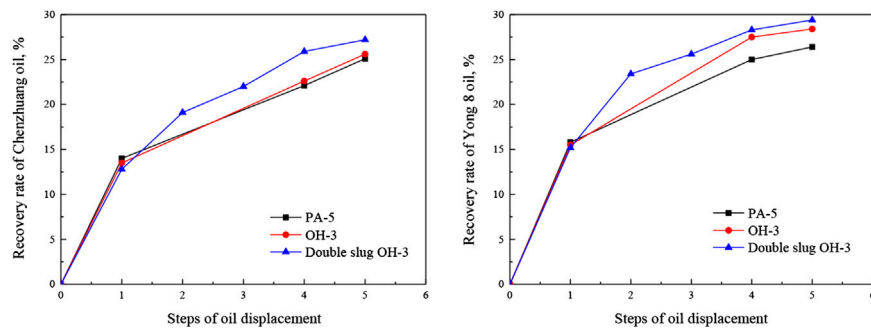 Recovery rate of Chenzhuang oil, %
30
25
20
15
10
5
0
0 1 2 3 4 5 6
Steps of oil displacement
PA-5
OH-3
Double slug OH-3
Recovery rate of Yong 8 oil, %
30
25
20
15
10
5
0
0 1 2 3 4 5 6
Steps of oil displacement
PA-5
OH-3
Double slug OH-3